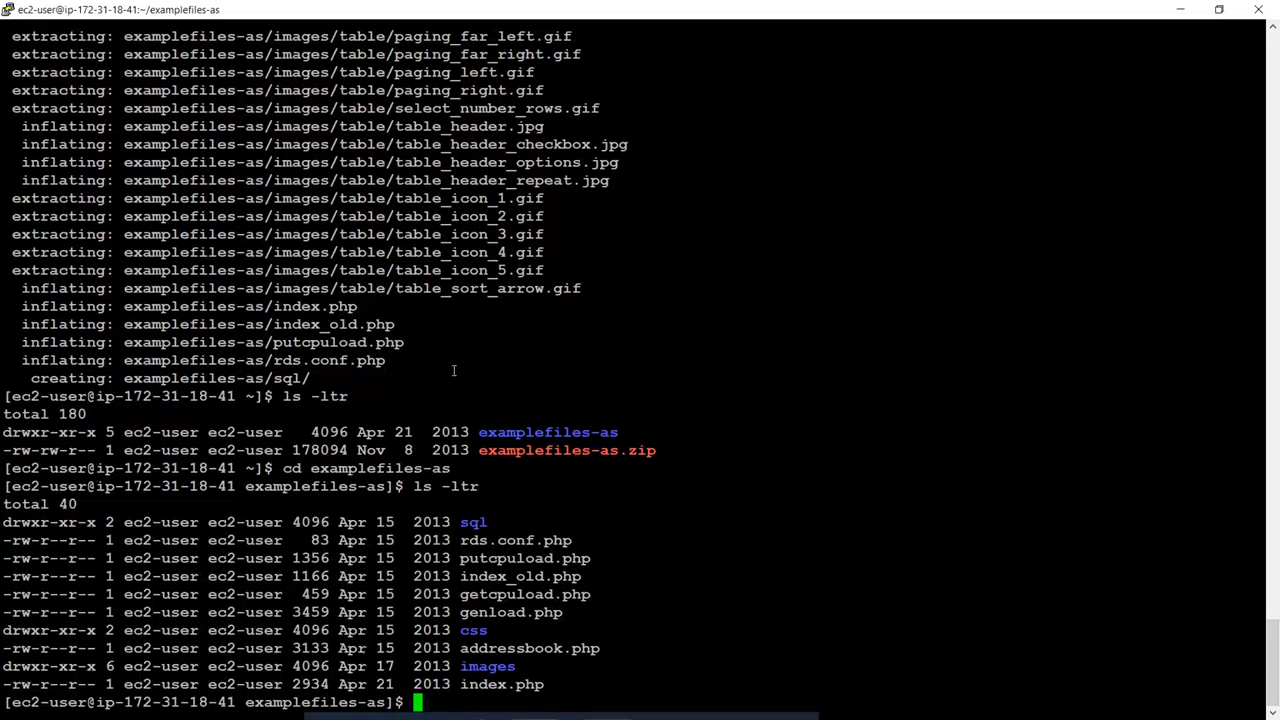 ec2-user@ip-172-31-18-41:~/examplefiles-as
extracting: examplefiles-as/images/table/paging_far_left.gif
extracting: examplefiles-as/images/table/paging_far_right.gif
extracting: examplefiles-as/images/table/paging_left.gif
extracting: examplefiles-as/images/table/paging_right.gif
extracting: examplefiles-as/images/table/select_number_rows.gif
inflating: examplefiles-as/images/table/table_header.jpg
inflating: examplefiles-as/images/table/table_header_checkbox.jpg
inflating: examplefiles-as/images/table/table_header_options.jpg
inflating: examplefiles-as/images/table/table_header_repeat.jpg
extracting: examplefiles-as/images/table/table_icon_1.gif
extracting: examplefiles-as/images/table/table_icon_2.gif
extracting: examplefiles-as/images/table/table_icon_3.gif
extracting: examplefiles-as/images/table/table_icon_4.gif
extracting: examplefiles-as/images/table/table_icon_5.gif
inflating: examplefiles-as/images/table/table_sort_arrow.gif
inflating: examplefiles-as/index.php
inflating: examplefiles-as/index_old.php
inflating: examplefiles-as/putcpuload.php
inflating: examplefiles-as/rds.conf.php
creating: examplefiles-as/sql/
[ec2-user@ip-172-31-18-41 ~]$ ls -ltr
total 180
drwxr-xr-x 5 ec2-user ec2-user   4096 Apr 21  2013 examplefiles-as
-rw-rw-r-- 1 ec2-user ec2-user 178094 Nov  8  2013 examplefiles-as.zip
[ec2-user@ip-172-31-18-41 ~]$ cd examplefiles-as
[ec2-user@ip-172-31-18-41 examplefiles-as]$ ls -ltr
total 40
drwxr-xr-x 2 ec2-user ec2-user 4096 Apr 15  2013 sql
-rw-r--r-- 1 ec2-user ec2-user   83 Apr 15  2013 rds.conf.php
-rw-r--r-- 1 ec2-user ec2-user 1356 Apr 15  2013 putcpuload.php
-rw-r--r-- 1 ec2-user ec2-user 1166 Apr 15  2013 index_old.php
-rw-r--r-- 1 ec2-user ec2-user  459 Apr 15  2013 getcpuload.php
-rw-r--r-- 1 ec2-user ec2-user 3459 Apr 15  2013 genload.php
drwxr-xr-x 2 ec2-user ec2-user 4096 Apr 15  2013 css
-rw-r--r-- 1 ec2-user ec2-user 3133 Apr 15  2013 addressbook.php
drwxr-xr-x 6 ec2-user ec2-user 4096 Apr 17  2013 images
-rw-r--r-- 1 ec2-user ec2-user 2934 Apr 21  2013 index.php
[ec2-user@ip-172-31-18-41 examplefiles-as]$